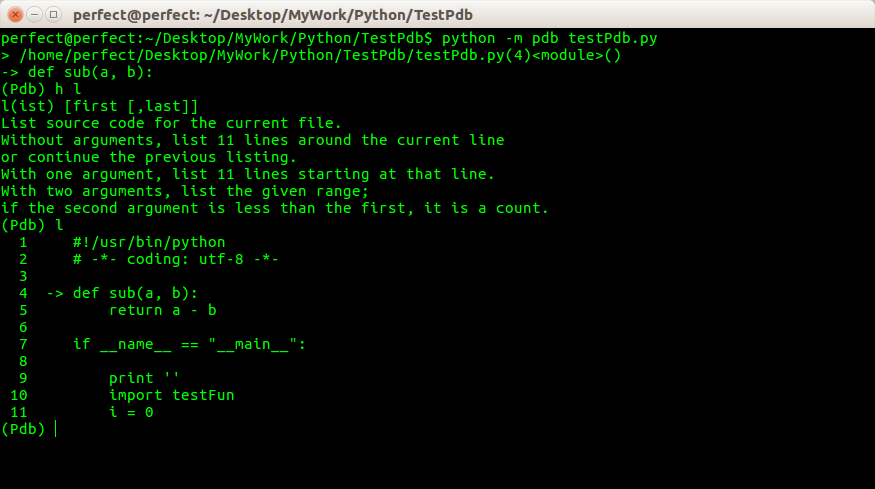 perfect@perfect: ~/Desktop/MyWork/Python/TestPdb
perfect@perfect:~/Desktop/MyWork/Python/TestPdb$ python -m pdb testPdb.py
> /home/perfect/Desktop/MyWork/Python/TestPdb/testPdb.py(4)<module>()
-> def sub(a, b):
(Pdb) h l
l(ist) [first [,last]]
List source code for the current file.
Without arguments, list 11 lines around the current line
or continue the previous listing.
With one argument, list 11 lines starting at that line.
With two arguments, list the given range;
if the second argument is less than the first, it is a count.
(Pdb) l
  1     #!/usr/bin/python
  2     # -*- coding: utf-8 -*-
  3
  4  -> def sub(a, b):
  5         return a - b
  6
  7     if __name__ == "__main__":
  8
  9         print ''
 10         import testFun
 11         i = 0
(Pdb)